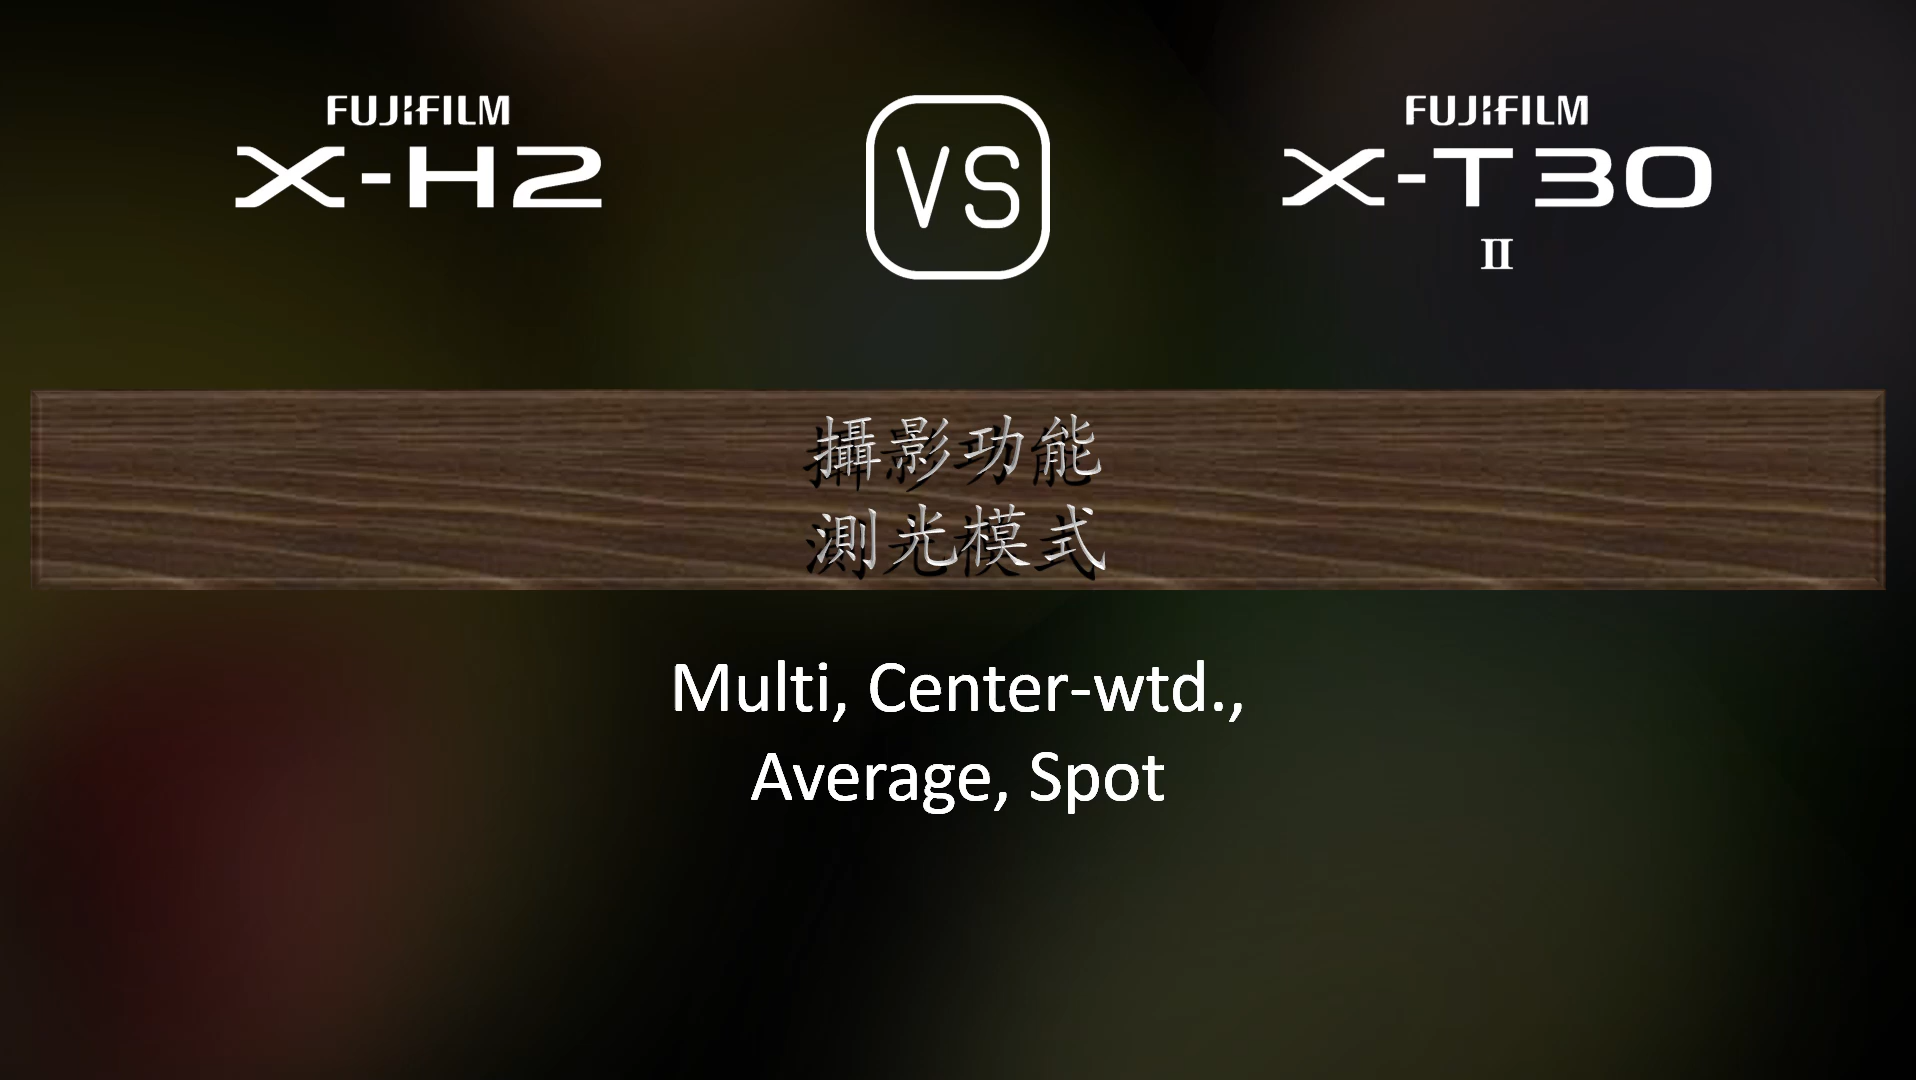 FUJIFILM
X-H2
VS
FUJIFILM
X-T30
II
攝影功能
測光模式
Multi, Center-wtd.,
Average, Spot